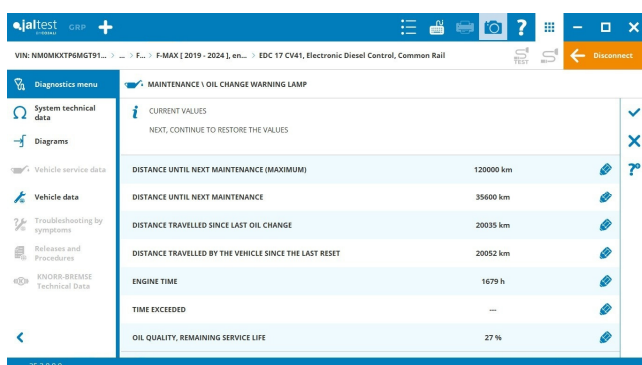 jaltest GRP
VIN: NM0MKXTP6MGT91... > ... > F... > F-MAX [ 2019 - 2024 ], en... > EDC 17 CV41, Electronic Diesel Control, Common Rail
TEST
Disconnect
Diagnostics menu
System technical
data
Diagrams
Vehicle service data
Vehicle data
Troubleshooting by
symptoms
Releases and
Procedures
KNORR-BREMSE
Technical Data
MAINTENANCE \ OIL CHANGE WARNING LAMP
CURRENT VALUES
NEXT, CONTINUE TO RESTORE THE VALUES
DISTANCE UNTIL NEXT MAINTENANCE (MAXIMUM) 120000 km
DISTANCE UNTIL NEXT MAINTENANCE 35600 km
DISTANCE TRAVELLED SINCE LAST OIL CHANGE 20035 km
DISTANCE TRAVELLED BY THE VEHICLE SINCE THE LAST RESET 20052 km
ENGINE TIME 1679 h
TIME EXCEEDED ---
OIL QUALITY, REMAINING SERVICE LIFE 27 %